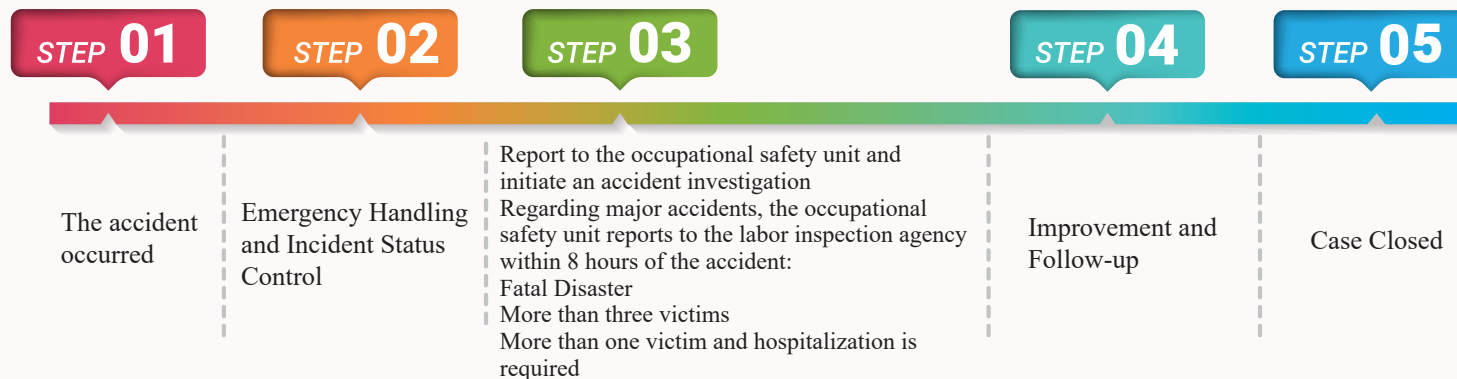 STEP 01
STEP 02
STEP 03
STEP 04
STEP 05
The accident
occurred
Emergency Handling
and Incident Status
Control
Report to the occupational safety unit and
initiate an accident investigation
Regarding major accidents, the occupational
safety unit reports to the labor inspection agency
within 8 hours of the accident:
Fatal Disaster
More than three victims
More than one victim and hospitalization is
required
Improvement and
Follow-up
Case Closed